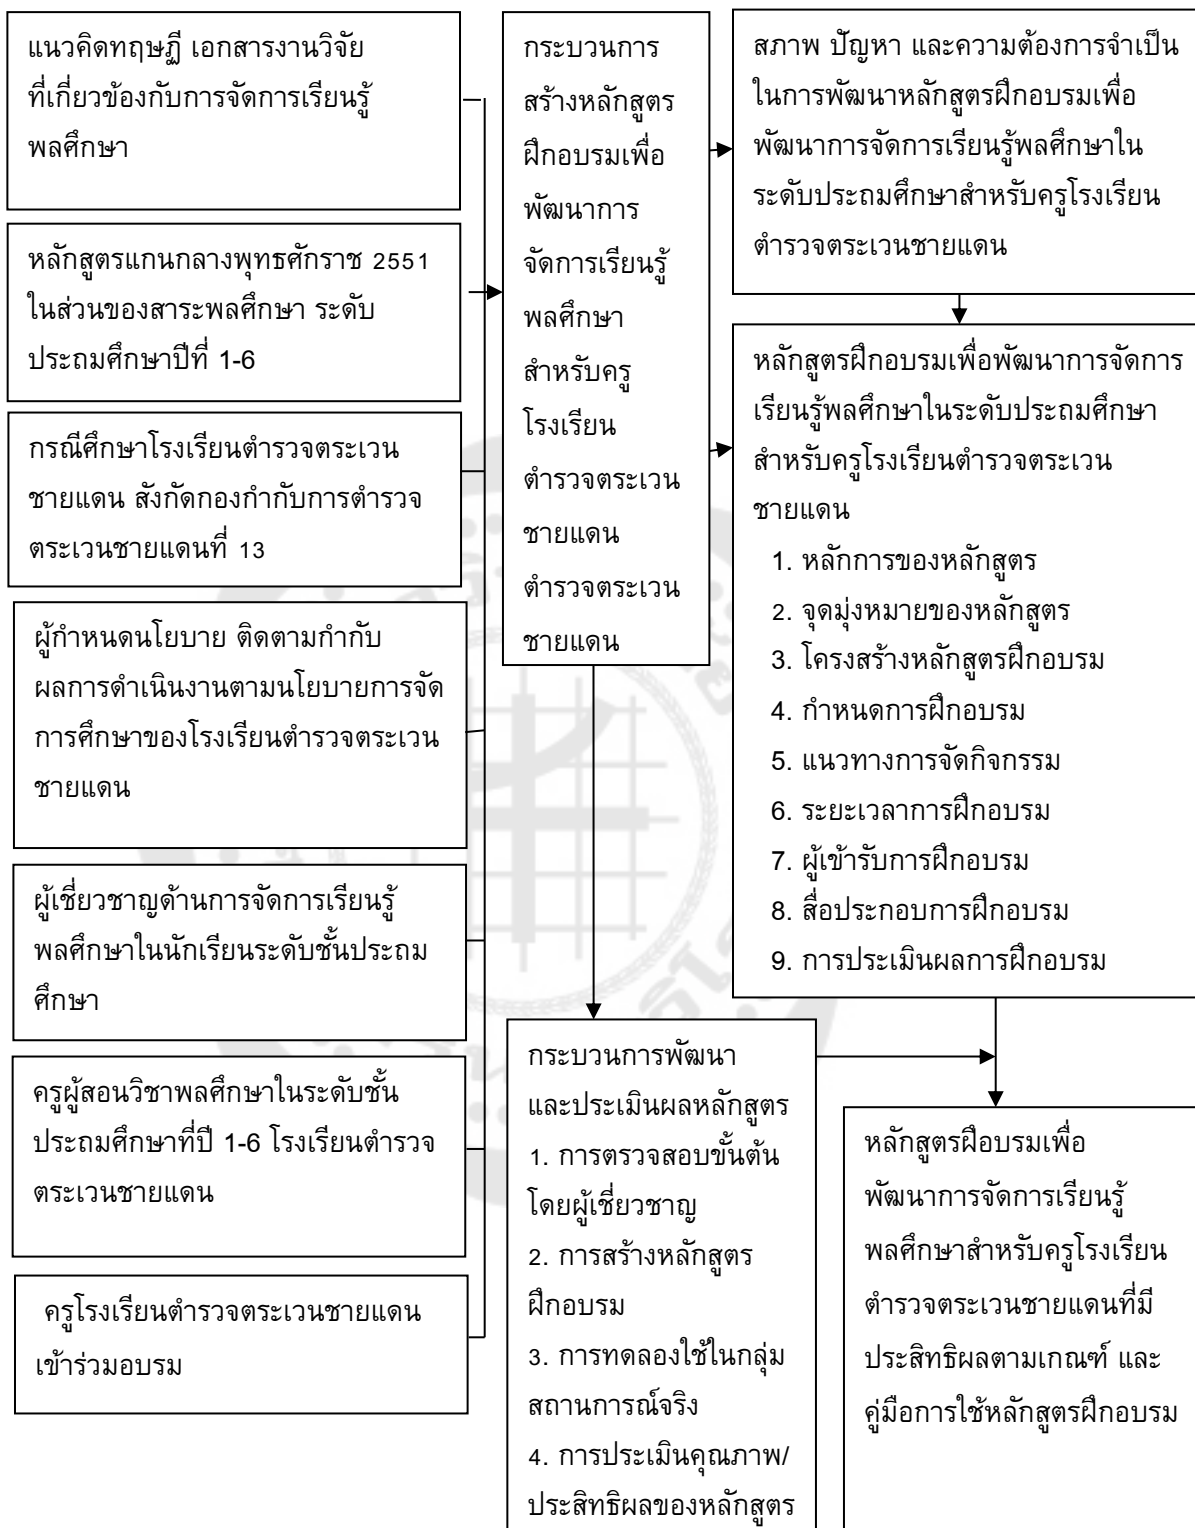 แนวคิดทฤษฎี เอกสารงานวิจัย
ที่เกี่ยวข้องกับการจัดการเรียนรู้
พลศึกษา
หลักสูตรแกนกลางพุทธศักราช 2551
ในส่วนของสาระพลศึกษา ระดับ
ประถมศึกษาปีที่ 1-6
กรณีศึกษาโรงเรียนตำรวจตระเวน
ชายแดน สังกัดกองกำกับการตำรวจ
ตระเวนชายแดนที่ 13
ผู้กำหนดนโยบาย ติดตามกำกับ
ผลการดำเนินงานตามนโยบายการจัด
การศึกษาของโรงเรียนตำรวจตระเวน
ชายแดน
ผู้เชี่ยวชาญด้านการจัดการเรียนรู้
พลศึกษาในนักเรียนระดับชั้นประถม
ศึกษา
ครูผู้สอนวิชาพลศึกษาในระดับชั้น
ประถมศึกษาที่ปี 1-6 โรงเรียนตำรวจ
ตระเวนชายแดน
ครูโรงเรียนตำรวจตระเวนชายแดน
เข้าร่วมอบรม
กระบวนการ
สร้างหลักสูตร
ฝึกอบรมเพื่อ
พัฒนาการ
จัดการเรียนรู้
พลศึกษา
สำหรับครู
โรงเรียน
ตำรวจตระเวน
ชายแดน
ตำรวจตระเวน
ชายแดน
กระบวนการพัฒนา
และประเมินผลหลักสูตร
1. การตรวจสอบขั้นต้น
โดยผู้เชี่ยวชาญ
2. การสร้างหลักสูตร
ฝึกอบรม
3. การทดลองใช้ในกลุ่ม
สถานการณ์จริง
4. การประเมินคุณภาพ/
ประสิทธิผลของหลักสูตร
สภาพ ปัญหา และความต้องการจำเป็น
ในการพัฒนาหลักสูตรฝึกอบรมเพื่อ
พัฒนาการจัดการเรียนรู้พลศึกษาใน
ระดับประถมศึกษาสำหรับครูโรงเรียน
ตำรวจตระเวนชายแดน
หลักสูตรฝึกอบรมเพื่อพัฒนาการจัดการ
เรียนรู้พลศึกษาในระดับประถมศึกษา
สำหรับครูโรงเรียนตำรวจตระเวน
ชายแดน
1. หลักการของหลักสูตร
2. จุดมุ่งหมายของหลักสูตร
3. โครงสร้างหลักสูตรฝึกอบรม
4. กำหนดการฝึกอบรม
5. แนวทางการจัดกิจกรรม
6. ระยะเวลาการฝึกอบรม
7. ผู้เข้ารับการฝึกอบรม
8. สื่อประกอบการฝึกอบรม
9. การประเมินผลการฝึกอบรม
หลักสูตรฝึอบรมเพื่อ
พัฒนาการจัดการเรียนรู้
พลศึกษาสำหรับครูโรงเรียน
ตำรวจตระเวนชายแดนที่มี
ประสิทธิผลตามเกณฑ์ และ
คู่มือการใช้หลักสูตรฝึกอบรม